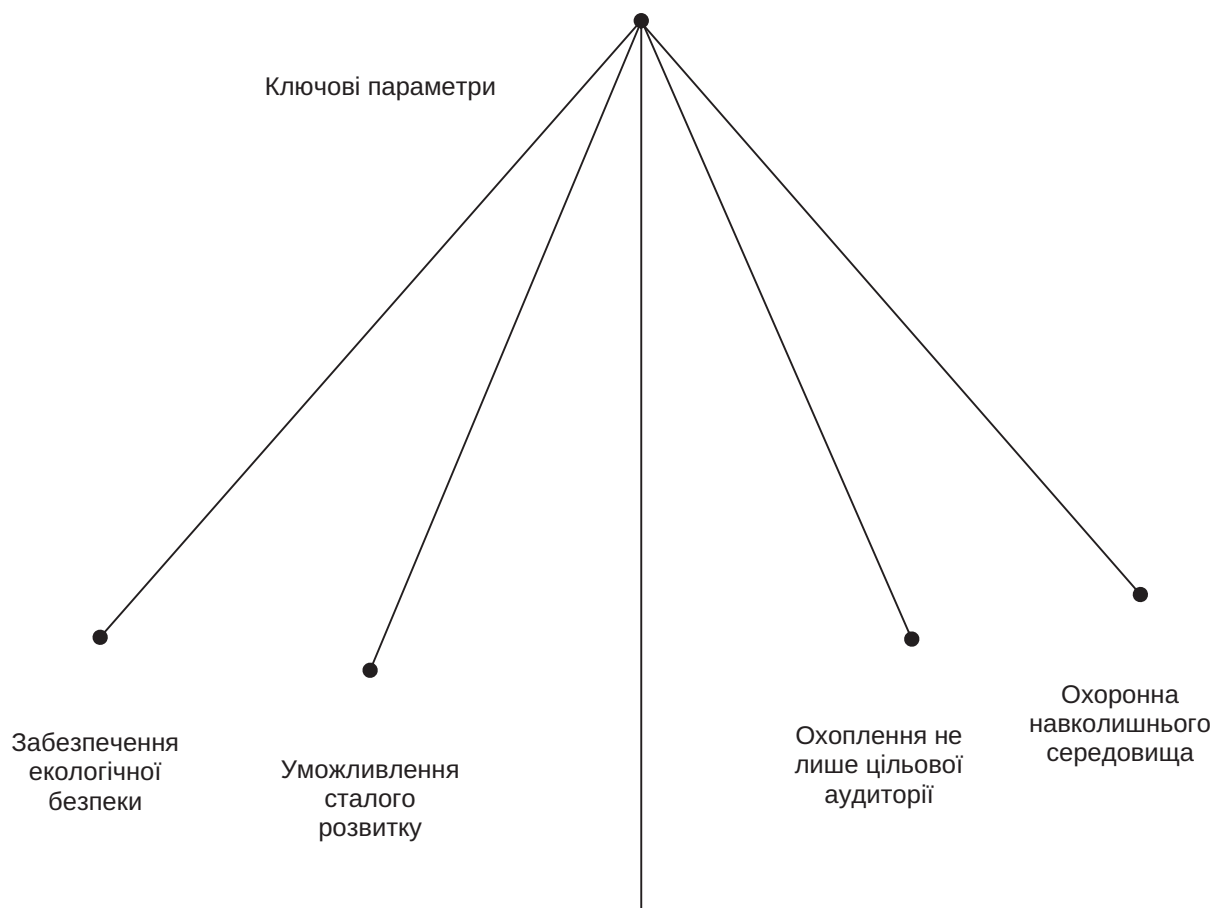 Ключові параметри
Забезпечення
екологічної
безпеки
Уможливлення
сталого
розвитку
Охоплення не
лише цільової
аудиторії
Охоронна
навколишнього
середовища